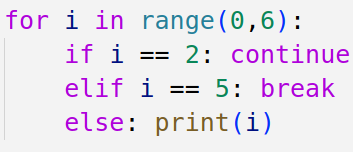 for i in range(0,6):
    if i == 2: continue
    elif i == 5: break
    else: print(i)